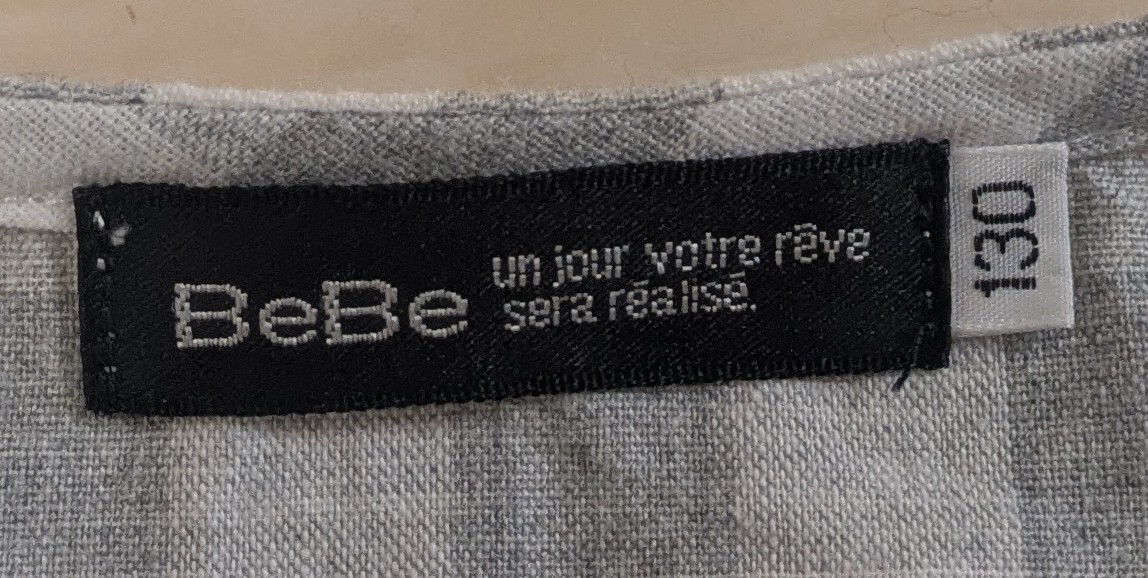 BeBe
un jour votre rêve
sera réalisé.
130